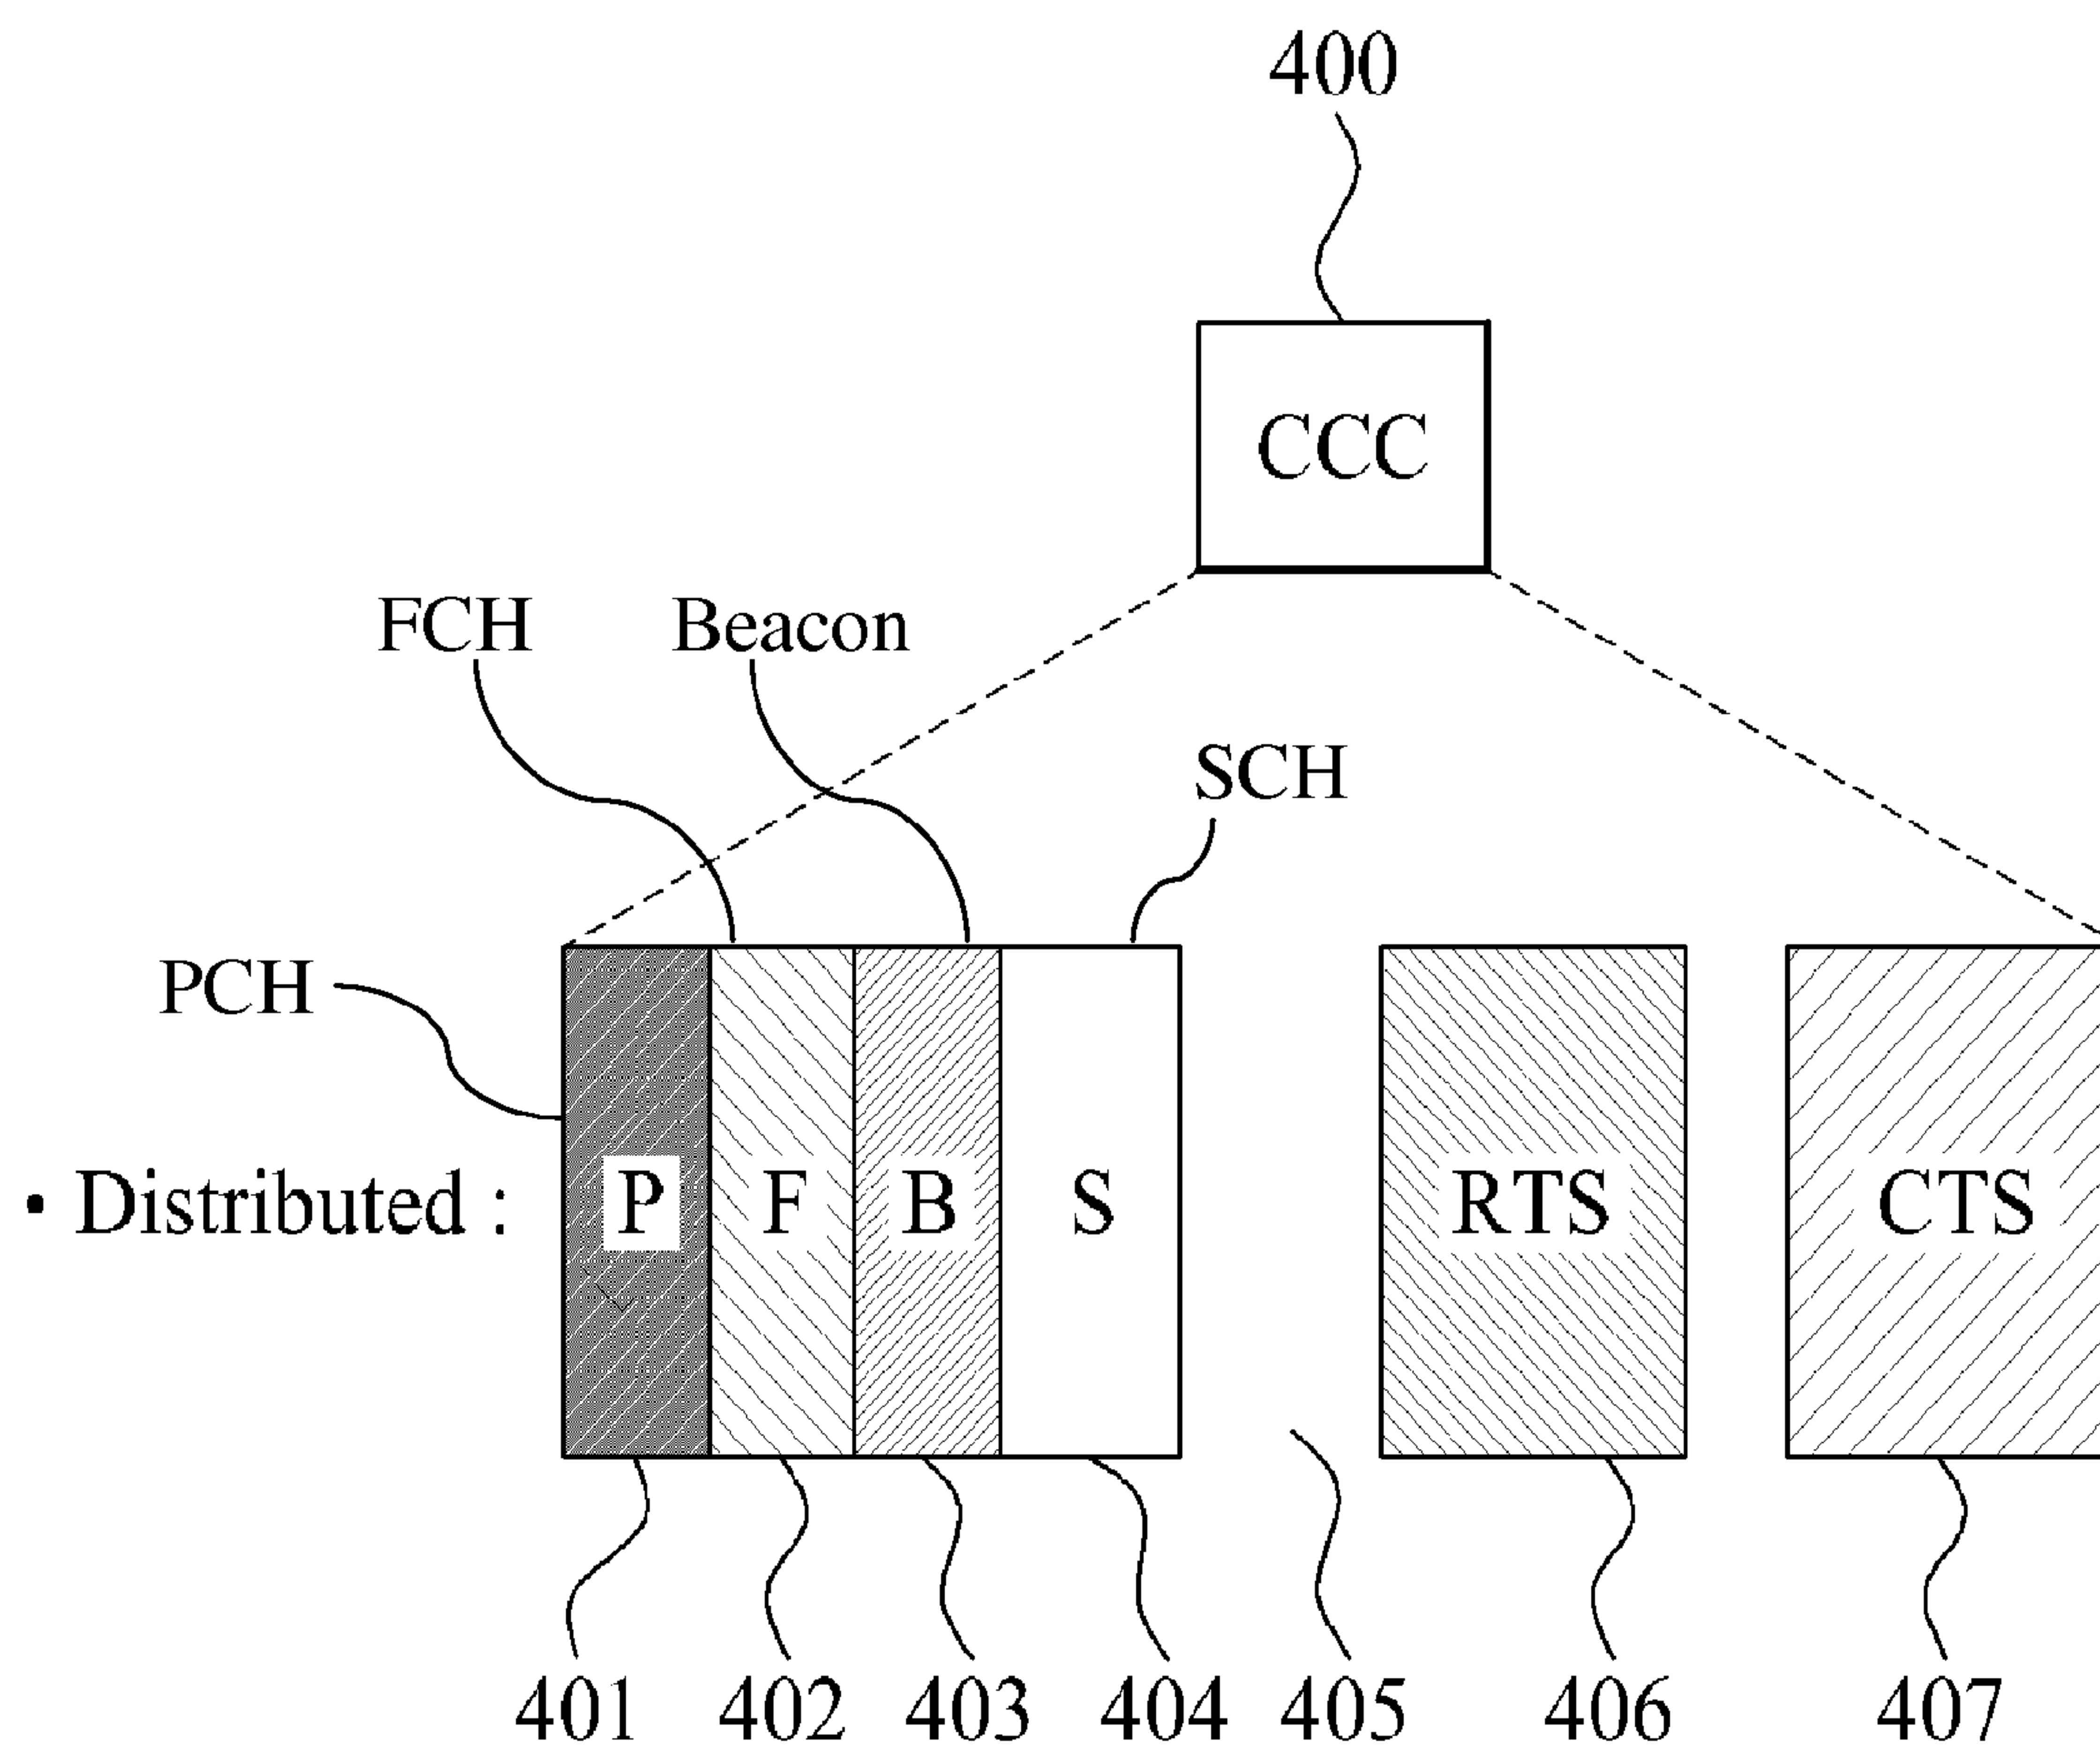 400
CCC
FCH Beacon
SCH
PCH
• Distributed : P F B S RTS CTS
401 402 403 404 405 406 407